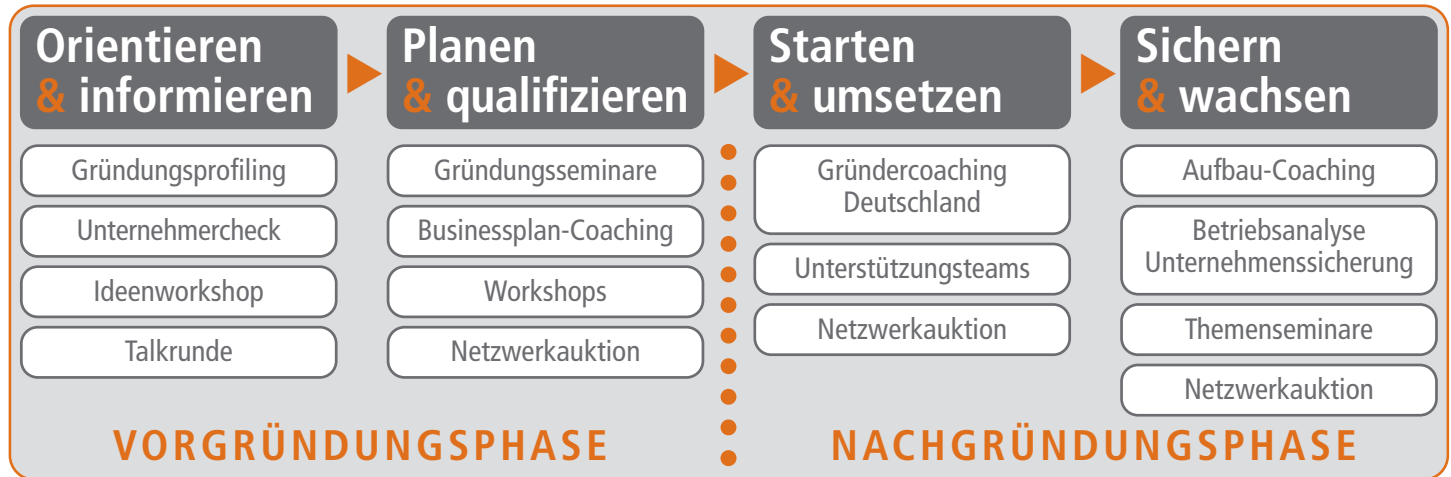 Orientieren
& informieren
Gründungsprofiling
Unternehmercheck
Ideenworkshop
Talkrunde
Planen
& qualifizieren
Gründungsseminare
Businessplan-Coaching
Workshops
Netzwerkauktion
VORGRÜNDUNGSPHASE
Starten
& umsetzen
Gründercoaching
Deutschland
Unterstützungsteams
Netzwerkauktion
Sichern
& wachsen
Aufbau-Coaching
Betriebsanalyse
Unternehmenssicherung
Themenseminare
Netzwerkauktion
NACHGRÜNDUNGSPHASE